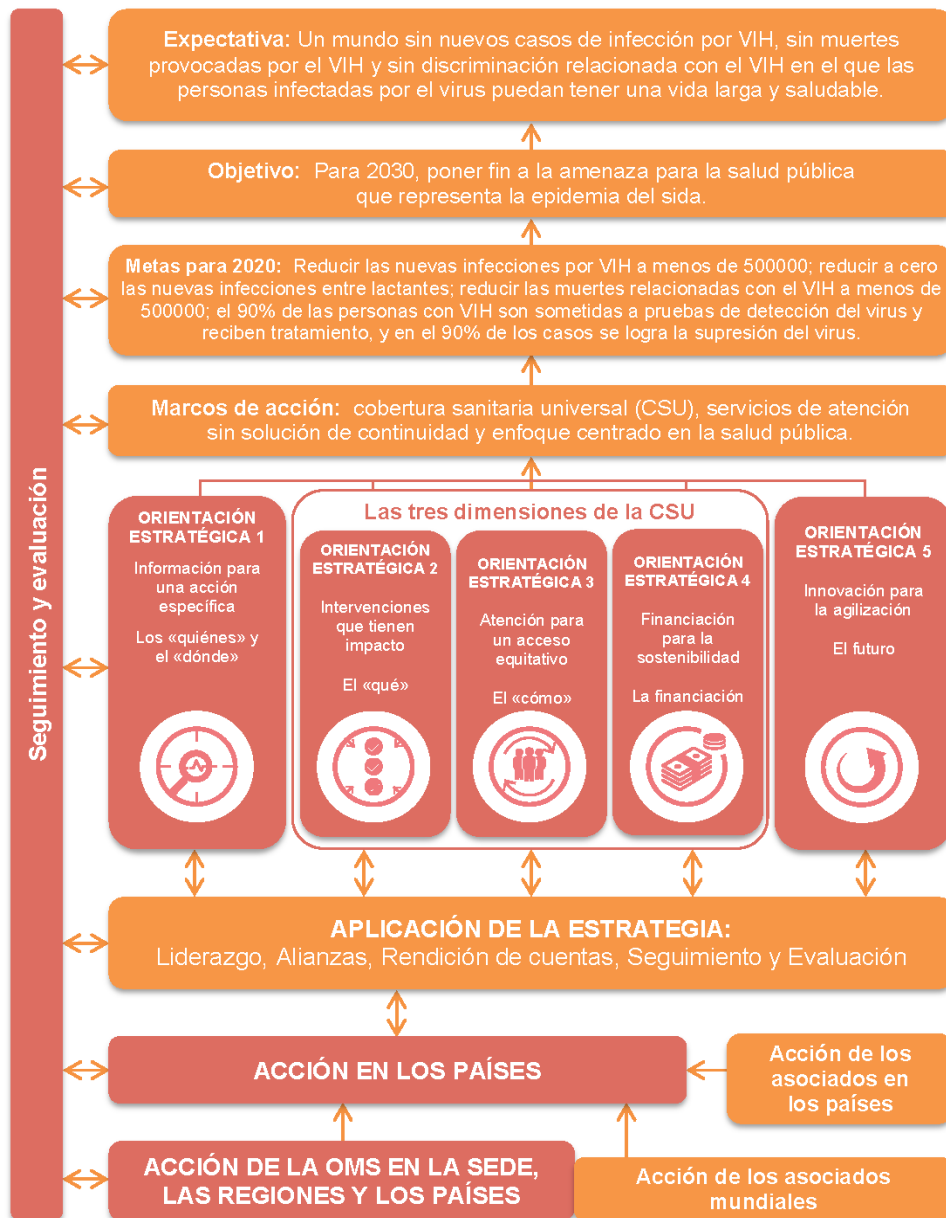 Seguimiento y evaluación
Expectativa: Un mundo sin nuevos casos de infección por VIH, sin muertes
provocadas por el VIH y sin discriminación relacionada con el VIH en el que las
personas infectadas por el virus puedan tener una vida larga y saludable.
Objetivo: Para 2030, poner fin a la amenaza para la salud pública
que representa la epidemia del sida.
Metas para 2020: Reducir las nuevas infecciones por VIH a menos de 500000; reducir a cero
las nuevas infecciones entre lactantes; reducir las muertes relacionadas con el VIH a menos de
500000; el 90% de las personas con VIH son sometidas a pruebas de detección del virus y
reciben tratamiento, y en el 90% de los casos se logra la supresión del virus.
Marcos de acción: cobertura sanitaria universal (CSU), servicios de atención
sin solución de continuidad y enfoque centrado en la salud pública.
ORIENTACIÓN
ESTRATÉGICA 1
Información para
una acción
específica
Los «quiénes» y
el «dónde»
Las tres dimensiones de la CSU
ORIENTACIÓN
ESTRATÉGICA 2
Intervenciones
que tienen
impacto
El «qué»
ORIENTACIÓN
ESTRATÉGICA 3
Atención para
un acceso
equitativo
El «cómo»
ORIENTACIÓN
ESTRATÉGICA 4
Financiación
para la
sostenibilidad
La financiación
ORIENTACIÓN
ESTRATÉGICA 5
Innovación para
la agilización
El futuro
APLICACIÓN DE LA ESTRATEGIA:
Liderazgo, Alianzas, Rendición de cuentas, Seguimiento y Evaluación
ACCIÓN EN LOS PAÍSES
Acción de los
asociados en
los países
ACCIÓN DE LA OMS EN LA SEDE,
LAS REGIONES Y LOS PAÍSES
Acción de los asociados
mundiales